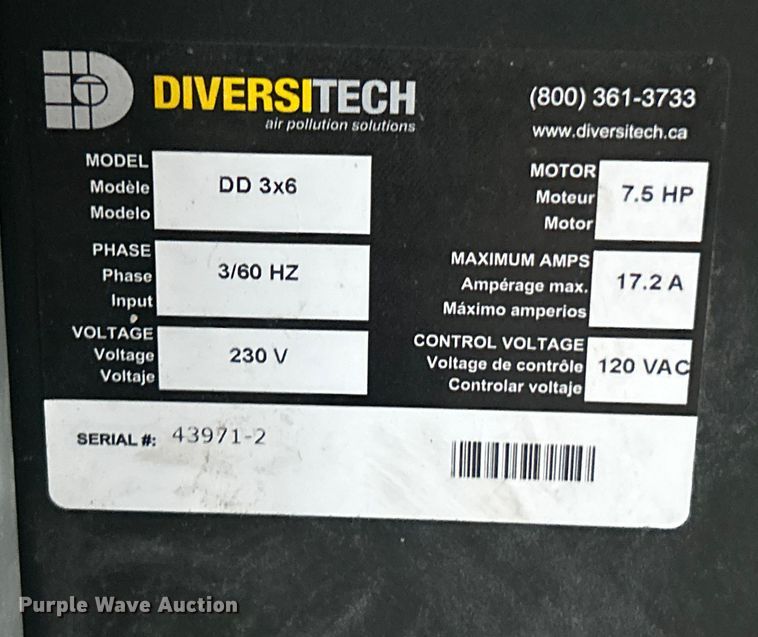 DIVERSITECH
air pollution solutions
(800) 361-3733
www.diversitech.ca
MODEL
Modèle
Modelo
DD 3x6
MOTOR
Moteur
Motor
7.5 HP
PHASE
Phase
Input
3/60 HZ
MAXIMUM AMPS
Ampérage max.
Máximo amperios
17.2 A
VOLTAGE
Voltage
Voltaje
230 V
CONTROL VOLTAGE
Voltage de contrôle
Controlar voltaje
120 VAC
SERIAL #: 43971-2
Purple Wave Auction